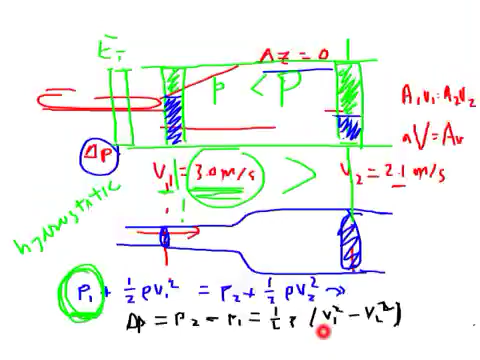 E_T
Δz = 0
p < P
A₁v₁ = A₂v₂
aV = Av
Δp
V₁ = 3.0 m/s > V₂ = 2.1 m/s
hydrostatic
P₁ + ½ρv₁² = P₂ + ½ρv₂² →
Δp = P₂ - P₁ = ½ρ (v₁² - v₂²)